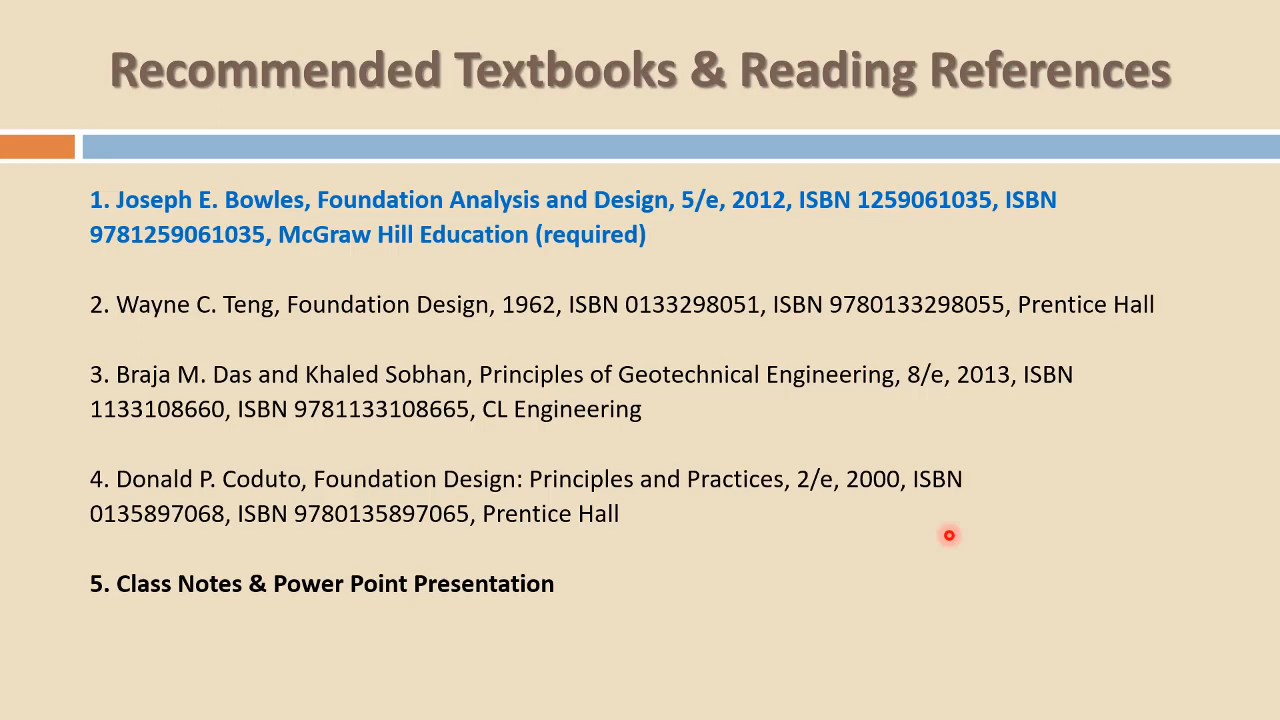 Recommended Textbooks & Reading References
1. Joseph E. Bowles, Foundation Analysis and Design, 5/e, 2012, ISBN 1259061035, ISBN
9781259061035, McGraw Hill Education (required)
2. Wayne C. Teng, Foundation Design, 1962, ISBN 0133298051, ISBN 9780133298055, Prentice Hall
3. Braja M. Das and Khaled Sobhan, Principles of Geotechnical Engineering, 8/e, 2013, ISBN
1133108660, ISBN 9781133108665, CL Engineering
4. Donald P. Coduto, Foundation Design: Principles and Practices, 2/e, 2000, ISBN
0135897068, ISBN 9780135897065, Prentice Hall
5. Class Notes & Power Point Presentation